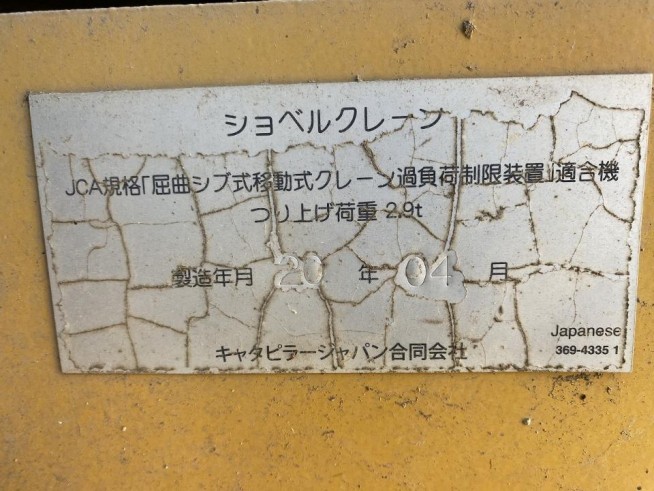 ショベルクレーン
JCA規格「屈曲ジブ式移動式クレーン過負荷制限装置」適合機
つり上げ荷重 2.9t
製造年月 20 年 04 月
キャタピラージャパン合同会社
Japanese
369-4335 1